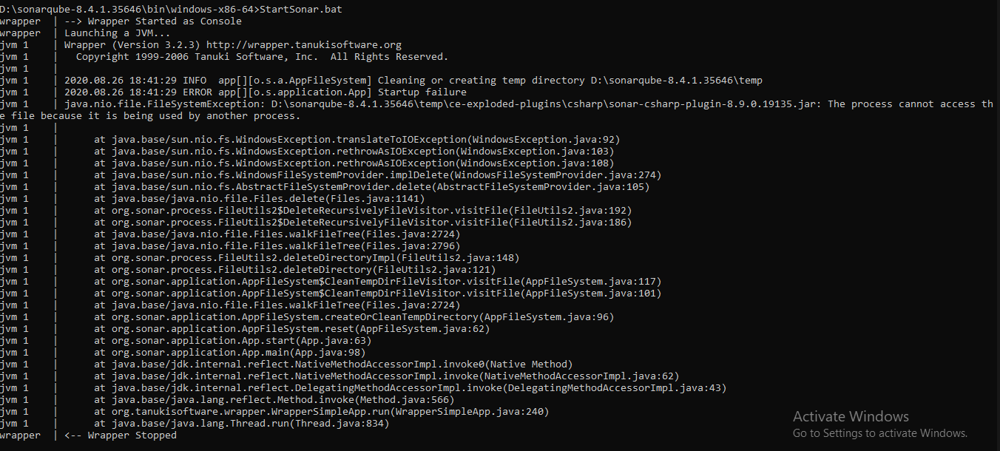 D:\sonarqube-8.4.1.35646\bin\windows-x86-64>StartSonar.bat
wrapper  | --> Wrapper Started as Console
wrapper  | Launching a JVM...
jvm 1    | Wrapper (Version 3.2.3) http://wrapper.tanukisoftware.org
jvm 1    |   Copyright 1999-2006 Tanuki Software, Inc.  All Rights Reserved.
jvm 1    |
jvm 1    | 2020.08.26 18:41:29 INFO  app[][o.s.a.AppFileSystem] Cleaning or creating temp directory D:\sonarqube-8.4.1.35646\temp
jvm 1    | 2020.08.26 18:41:29 ERROR app[][o.s.application.App] Startup failure
jvm 1    | java.nio.file.FileSystemException: D:\sonarqube-8.4.1.35646\temp\ce-exploded-plugins\csharp\sonar-csharp-plugin-8.9.0.19135.jar: The process cannot access th
e file because it is being used by another process.
jvm 1    |
jvm 1    |      at java.base/sun.nio.fs.WindowsException.translateToIOException(WindowsException.java:92)
jvm 1    |      at java.base/sun.nio.fs.WindowsException.rethrowAsIOException(WindowsException.java:103)
jvm 1    |      at java.base/sun.nio.fs.WindowsException.rethrowAsIOException(WindowsException.java:108)
jvm 1    |      at java.base/sun.nio.fs.WindowsFileSystemProvider.implDelete(WindowsFileSystemProvider.java:274)
jvm 1    |      at java.base/sun.nio.fs.AbstractFileSystemProvider.delete(AbstractFileSystemProvider.java:105)
jvm 1    |      at java.base/java.nio.file.Files.delete(Files.java:1141)
jvm 1    |      at org.sonar.process.FileUtils2$DeleteRecursivelyFileVisitor.visitFile(FileUtils2.java:192)
jvm 1    |      at org.sonar.process.FileUtils2$DeleteRecursivelyFileVisitor.visitFile(FileUtils2.java:186)
jvm 1    |      at java.base/java.nio.file.Files.walkFileTree(Files.java:2724)
jvm 1    |      at java.base/java.nio.file.Files.walkFileTree(Files.java:2796)
jvm 1    |      at org.sonar.process.FileUtils2.deleteDirectoryImpl(FileUtils2.java:148)
jvm 1    |      at org.sonar.process.FileUtils2.deleteDirectory(FileUtils2.java:121)
jvm 1    |      at org.sonar.application.AppFileSystem$CleanTempDirFileVisitor.visitFile(AppFileSystem.java:117)
jvm 1    |      at org.sonar.application.AppFileSystem$CleanTempDirFileVisitor.visitFile(AppFileSystem.java:101)
jvm 1    |      at java.base/java.nio.file.Files.walkFileTree(Files.java:2724)
jvm 1    |      at org.sonar.application.AppFileSystem.createOrCleanTempDirectory(AppFileSystem.java:96)
jvm 1    |      at org.sonar.application.AppFileSystem.reset(AppFileSystem.java:62)
jvm 1    |      at org.sonar.application.App.start(App.java:63)
jvm 1    |      at org.sonar.application.App.main(App.java:98)
jvm 1    |      at java.base/jdk.internal.reflect.NativeMethodAccessorImpl.invoke0(Native Method)
jvm 1    |      at java.base/jdk.internal.reflect.NativeMethodAccessorImpl.invoke(NativeMethodAccessorImpl.java:62)
jvm 1    |      at java.base/jdk.internal.reflect.DelegatingMethodAccessorImpl.invoke(DelegatingMethodAccessorImpl.java:43)
jvm 1    |      at java.base/java.lang.reflect.Method.invoke(Method.java:566)
jvm 1    |      at org.tanukisoftware.wrapper.WrapperSimpleApp.run(WrapperSimpleApp.java:240)
jvm 1    |      at java.base/java.lang.Thread.run(Thread.java:834)
wrapper  | <-- Wrapper Stopped
Activate Windows
Go to Settings to activate Windows.